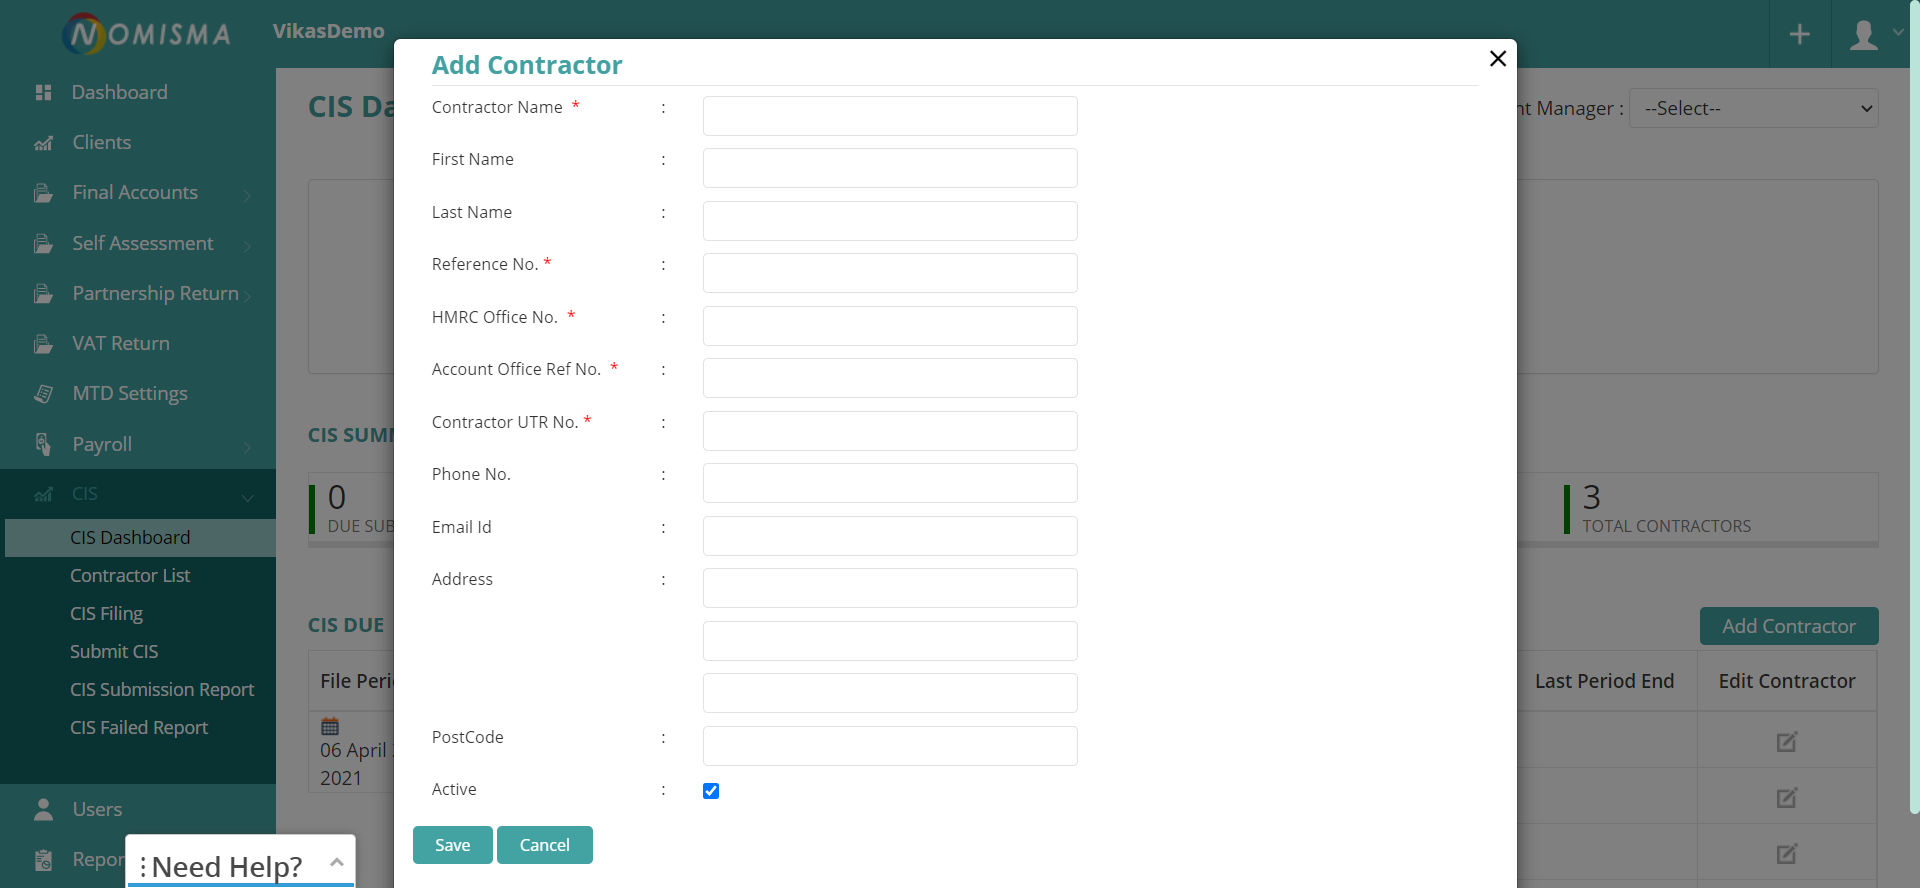 NOMISMA
VikasDemo
Dashboard
Clients
Final Accounts
Self Assessment
Partnership Return
VAT Return
MTD Settings
Payroll
CIS
CIS Dashboard
Contractor List
CIS Filing
Submit CIS
CIS Submission Report
CIS Failed Report
Users
Repor
Need Help?
CIS Da
nt Manager :
--Select--
CIS SUMM
0
DUE SUB
3
TOTAL CONTRACTORS
CIS DUE
Add Contractor
File Peri
Last Period End
Edit Contractor
06 April
2021
Add Contractor
Contractor Name * :
First Name :
Last Name :
Reference No. * :
HMRC Office No. * :
Account Office Ref No. * :
Contractor UTR No. * :
Phone No. :
Email Id :
Address :
PostCode :
Active :
Save
Cancel